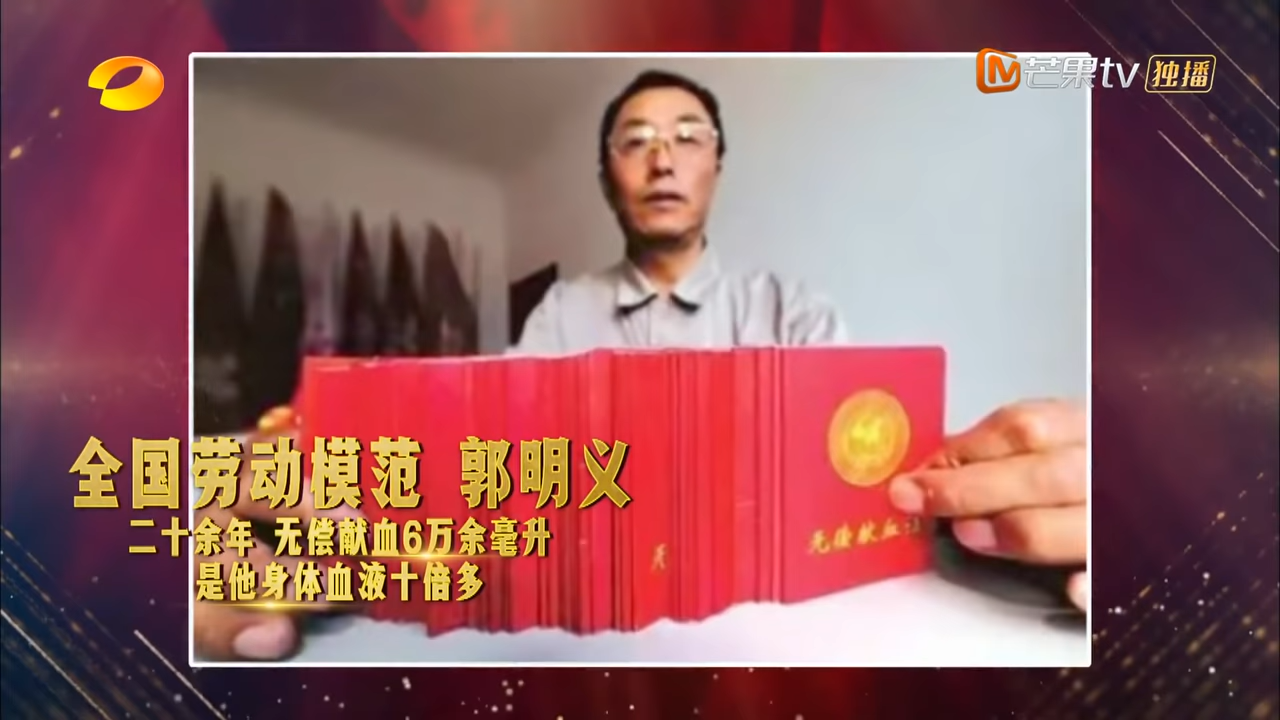 芒果tv 独播
无偿献血
全国劳动模范 郭明义
二十余年 无偿献血6万余毫升
是他身体血液十倍多